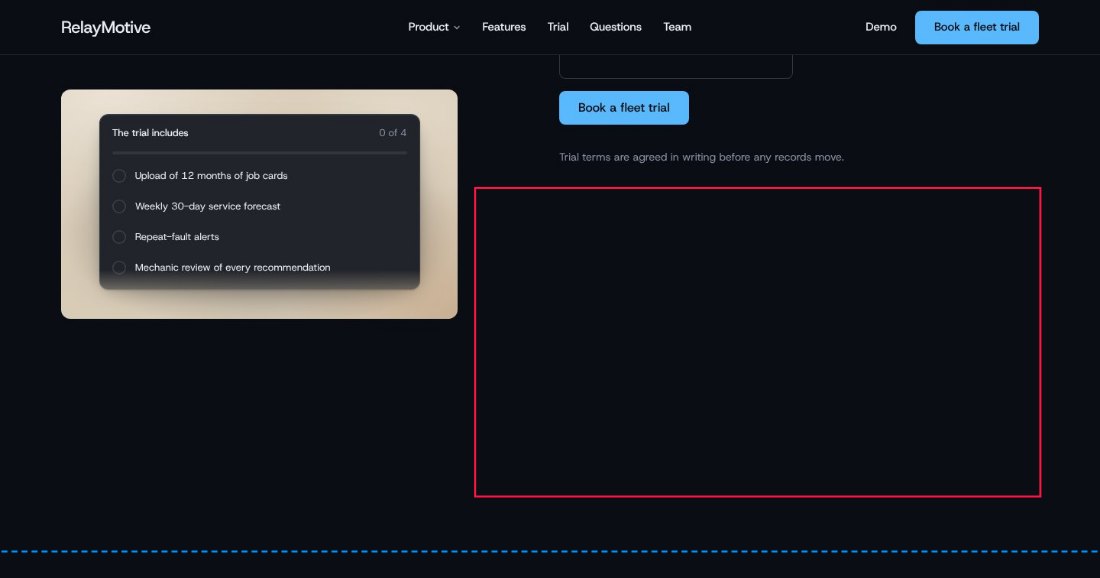 RelayMotive
Product
Features
Trial
Questions
Team
Demo
Book a fleet trial
The trial includes
0 of 4
Upload of 12 months of job cards
Weekly 30-day service forecast
Repeat-fault alerts
Mechanic review of every recommendation
Book a fleet trial
Trial terms are agreed in writing before any records move.